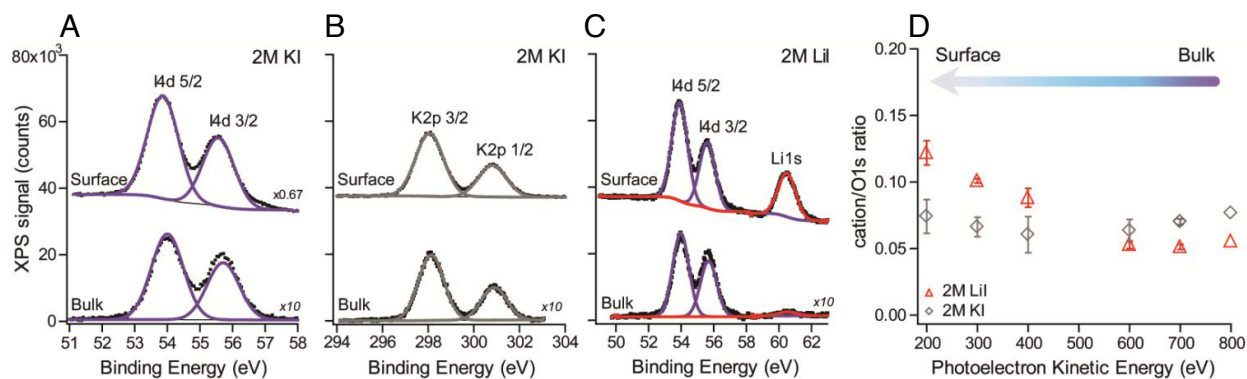 A
80x10³
2M KI
I4d 5/2
I4d 3/2
Surface
x0.67
Bulk
x10
60
40
20
0
XPS signal (counts)
51 52 53 54 55 56 57 58
Binding Energy (eV)
B
2M KI
K2p 3/2
K2p 1/2
Surface
Bulk
x10
294 296 298 300 302 304
Binding Energy (eV)
C
2M LiI
I4d 5/2
I4d 3/2
Li1s
Surface
Bulk
x10
50 52 54 56 58 60 62
Binding Energy (eV)
D
0.20
0.15
0.10
0.05
0.00
cation/O1s ratio
Surface
Bulk
2M LiI
2M KI
200 300 400 500 600 700 800
Photoelectron Kinetic Energy (eV)